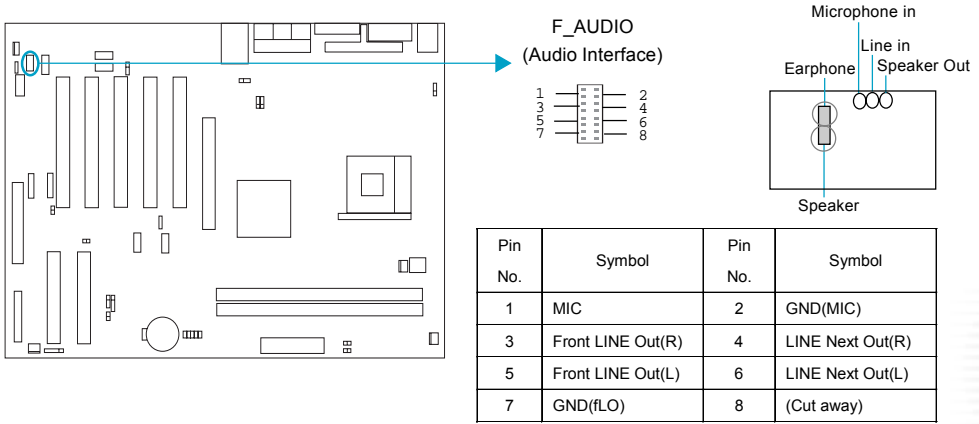 F_AUDIO
(Audio Interface)
1 2
3 4
5 6
7 8
Microphone in
Line in
Earphone Speaker Out
Speaker
Pin No. Symbol Pin No. Symbol
1 MIC 2 GND(MIC)
3 Front LINE Out(R) 4 LINE Next Out(R)
5 Front LINE Out(L) 6 LINE Next Out(L)
7 GND(fLO) 8 (Cut away)